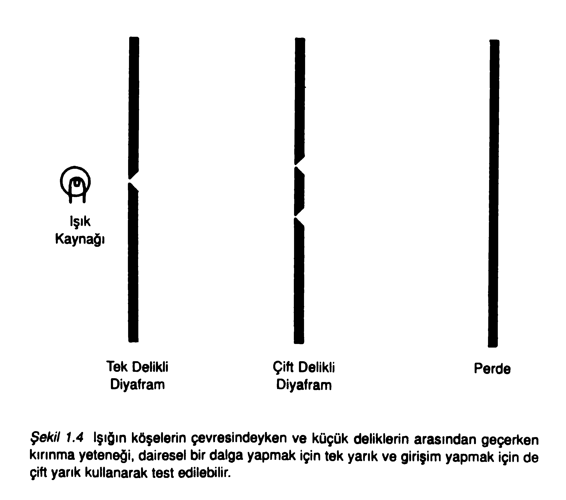 Işık
Kaynağı
Tek Delikli
Diyafram
Çift Delikli
Diyafram
Perde
Şekil 1.4 Işığın köşelerin çevresindeyken ve küçük deliklerin arasından geçerken
kırınma yeteneği, dairesel bir dalga yapmak için tek yarık ve girişim yapmak için de
çift yarık kullanarak test edilebilir.